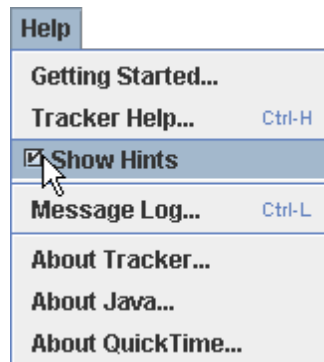 Help
Getting Started...
Tracker Help... Ctrl-H
Show Hints
Message Log... Ctrl-L
About Tracker...
About Java...
About QuickTime...